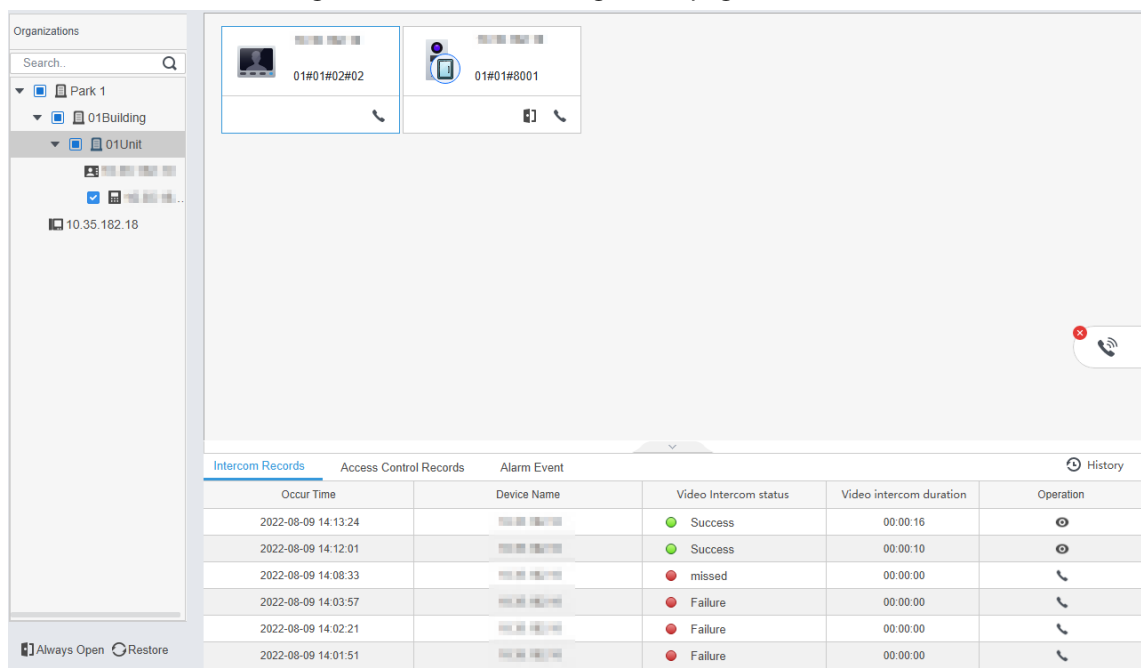 Organizations
Search..
Park 1
01Building
01Unit
10.35.182.18
Always Open Restore
01#01#02#02
01#01#8001
Intercom Records Access Control Records Alarm Event History
Occur Time Device Name Video Intercom status Video intercom duration Operation
2022-08-09 14:13:24 Success 00:00:16
2022-08-09 14:12:01 Success 00:00:10
2022-08-09 14:08:33 missed 00:00:00
2022-08-09 14:03:57 Failure 00:00:00
2022-08-09 14:02:21 Failure 00:00:00
2022-08-09 14:01:51 Failure 00:00:00